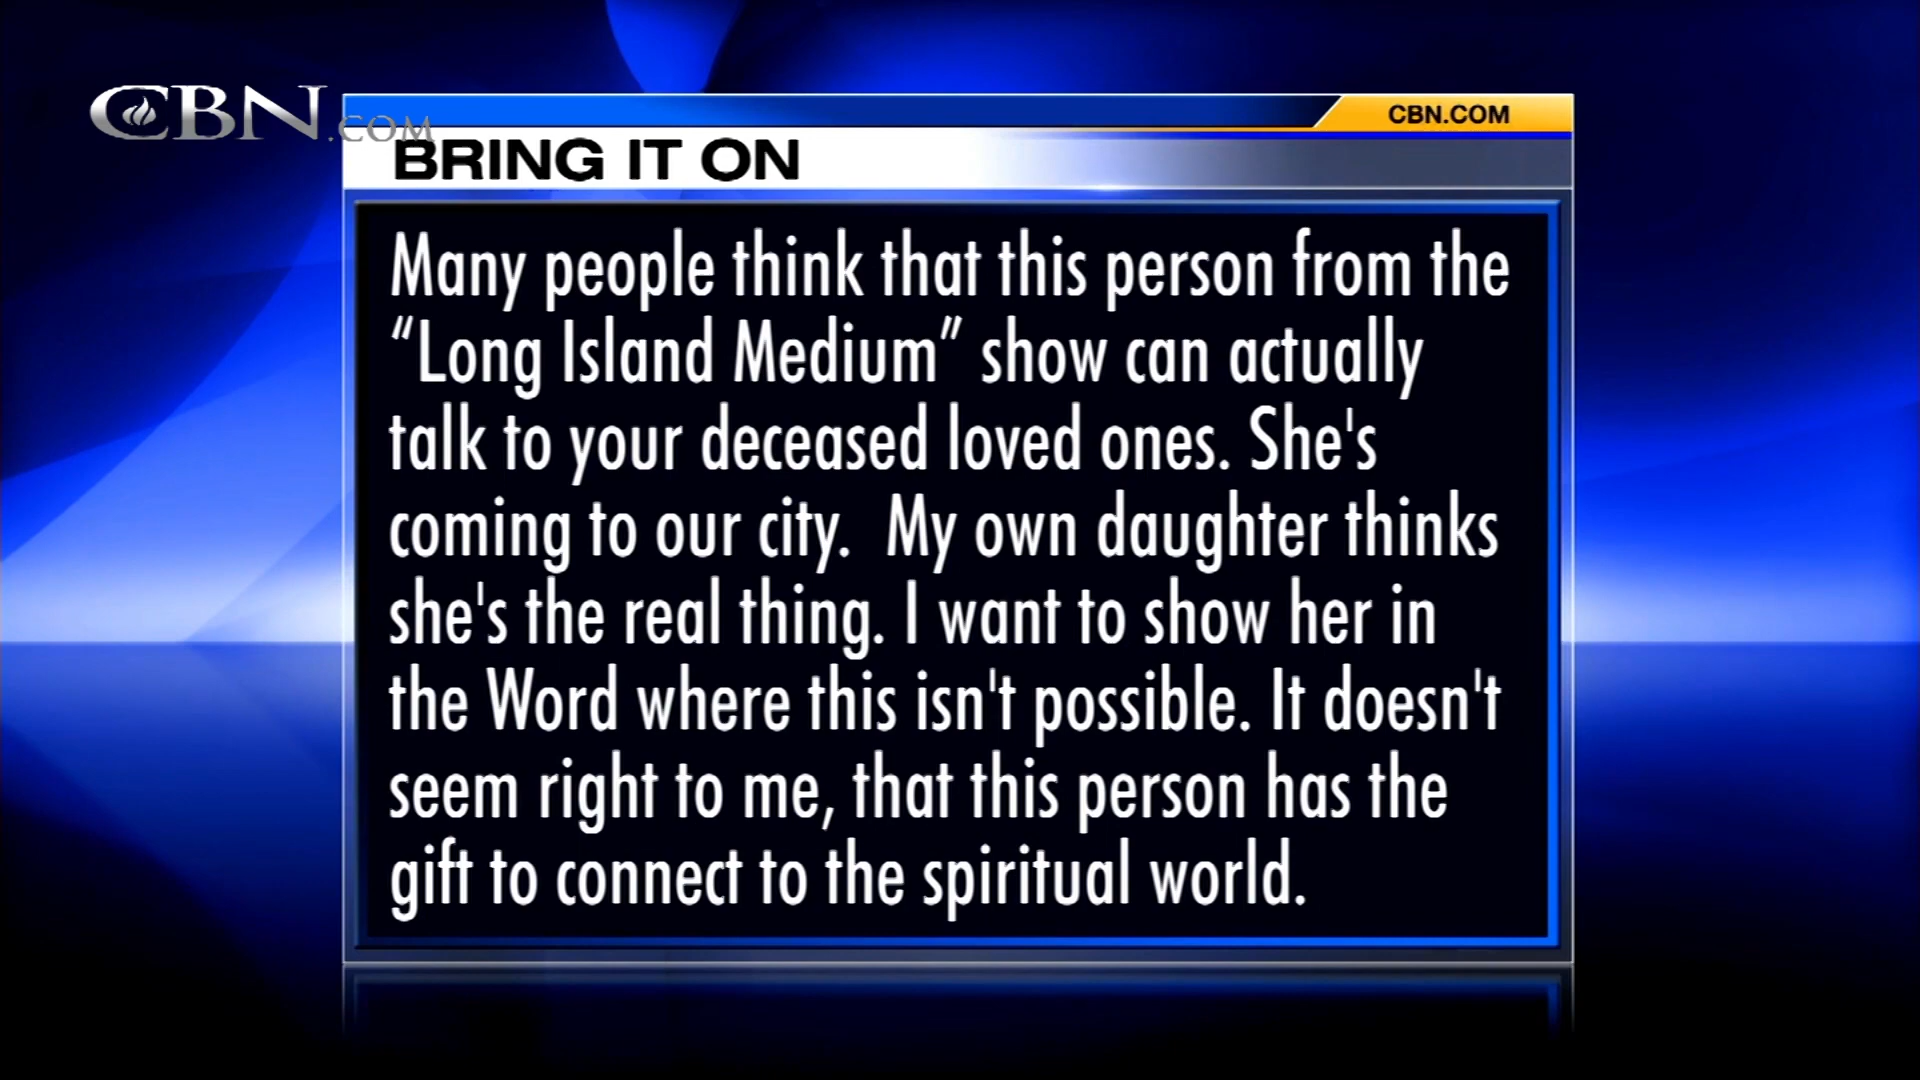 CBN.COM
CBN.COM
BRING IT ON
Many people think that this person from the
“Long Island Medium” show can actually
talk to your deceased loved ones. She's
coming to our city.  My own daughter thinks
she's the real thing. I want to show her in
the Word where this isn't possible. It doesn't
seem right to me, that this person has the
gift to connect to the spiritual world.